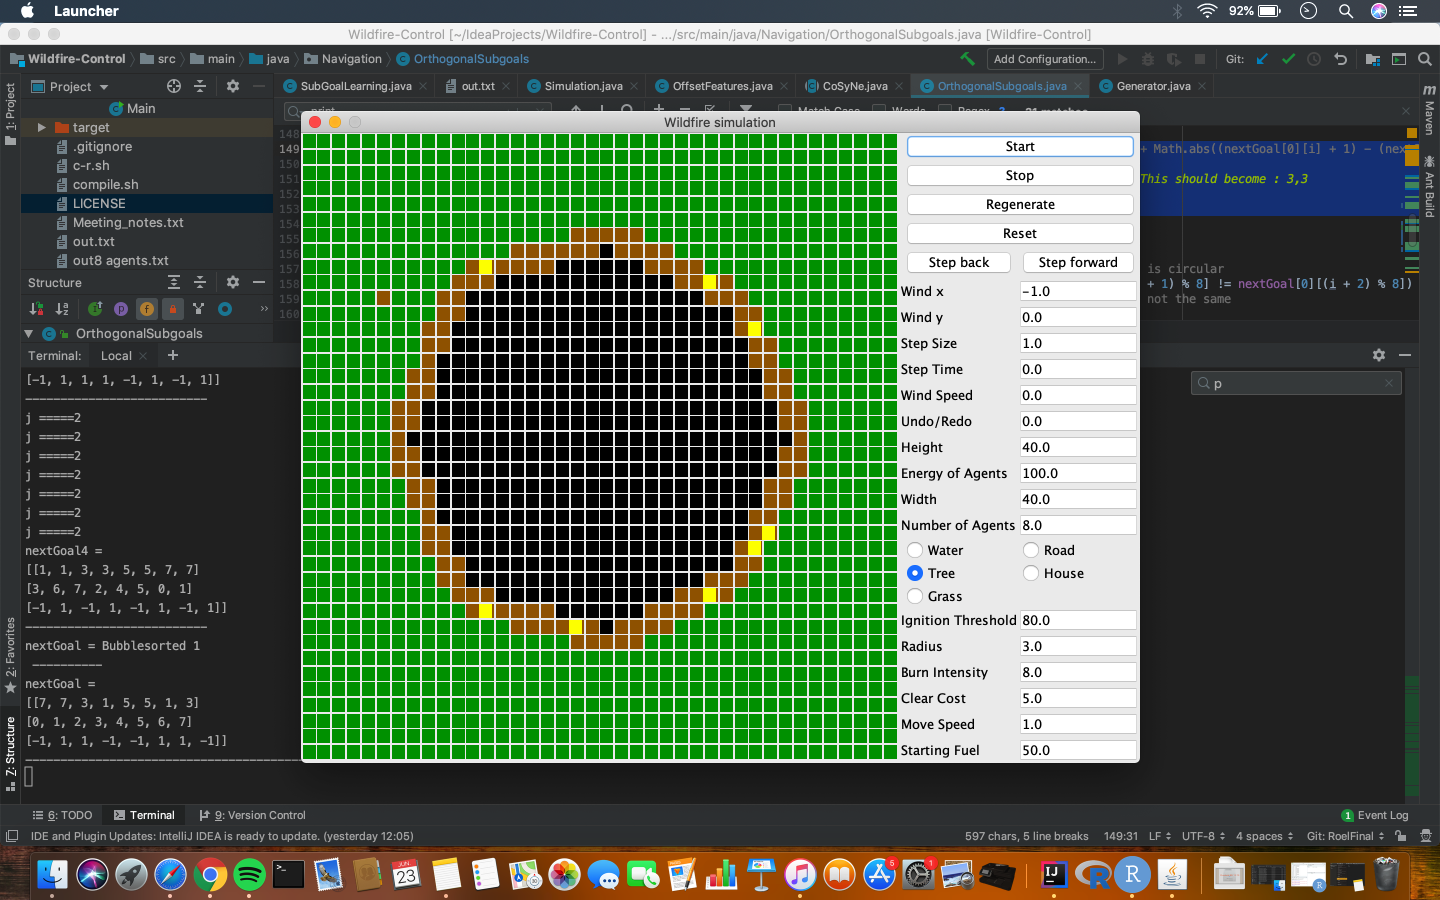 Launcher
92%
Wildfire-Control [~/IdeaProjects/Wildfire-Control] - .../src/main/java/Navigation/OrthogonalSubgoals.java [Wildfire-Control]
Wildfire-Control src main java Navigation OrthogonalSubgoals
Add Configuration...
Git:
Project
SubGoalLearning.java
out.txt
Simulation.java
OffsetFeatures.java
CoSyNe.java
OrthogonalSubgoals.java
Generator.java
1: Project
Main
target
.gitignore
c-r.sh
compile.sh
LICENSE
Meeting_notes.txt
out.txt
out8 agents.txt
Structure
OrthogonalSubgoals
148
149
150
151
152
153
154
155
156
157
158
159
160
+ Math.abs((nextGoal[0][i] + 1) - (nex
This should become : 3,3
is circular
+ 1) % 8] != nextGoal[0][(i + 2) % 8])
not the same
Maven
Ant Build
Terminal: Local
[-1, 1, 1, 1, -1, 1, -1, 1]]
--------------------------
j =====2
j =====2
j =====2
j =====2
j =====2
j =====2
j =====2
nextGoal4 =
[[1, 1, 3, 3, 5, 5, 7, 7]
[3, 6, 7, 2, 4, 5, 0, 1]
[-1, 1, -1, 1, -1, 1, -1, 1]]
--------------------------
nextGoal = Bubblesorted 1
----------
nextGoal =
[[7, 7, 3, 1, 5, 5, 1, 3]
[0, 1, 2, 3, 4, 5, 6, 7]
[-1, 1, 1, -1, -1, 1, 1, -1]]
p
2: Favorites
Z: Structure
Wildfire simulation
Start
Stop
Regenerate
Reset
Step back
Step forward
Wind x -1.0
Wind y 0.0
Step Size 1.0
Step Time 0.0
Wind Speed 0.0
Undo/Redo 0.0
Height 40.0
Energy of Agents 100.0
Width 40.0
Number of Agents 8.0
Water Road
Tree House
Grass
Ignition Threshold 80.0
Radius 3.0
Burn Intensity 8.0
Clear Cost 5.0
Move Speed 1.0
Starting Fuel 50.0
6: TODO
Terminal
9: Version Control
1 Event Log
IDE and Plugin Updates: IntelliJ IDEA is ready to update. (yesterday 12:05)
597 chars, 5 line breaks 149:31 LF UTF-8 4 spaces Git: RoelFinal
JUN
23
6
1
IJ
R
R